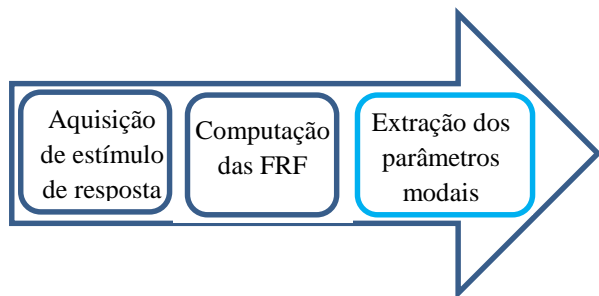 Aquisição
de estímulo
de resposta
Computação
das FRF
Extração dos
parâmetros
modais